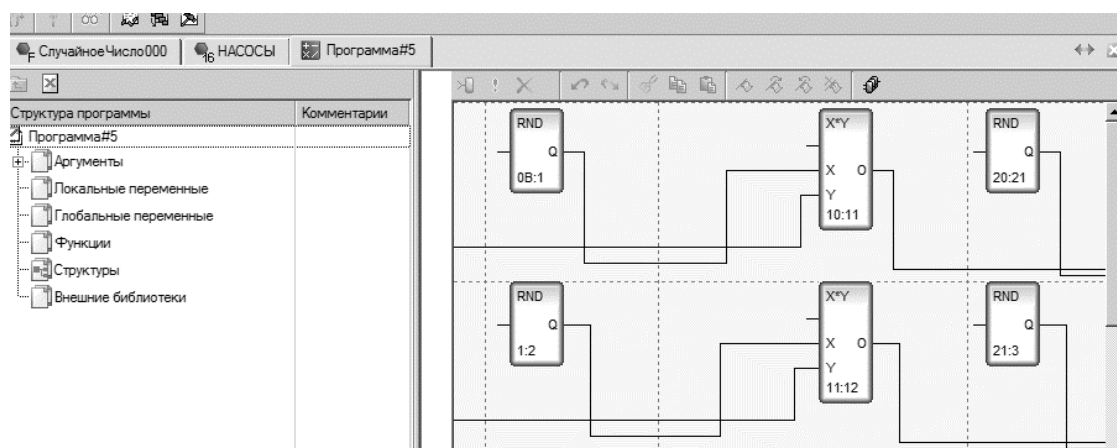 F СлучайноеЧисло000 16 НАСОСЫ Программа#5
Структура программы Комментарии
Программа#5
Аргументы
Локальные переменные
Глобальные переменные
Функции
Структуры
Внешние библиотеки
RND X*Y RND
Q Q
X O
0B:1 20:21
Y
10:11
RND X*Y RND
Q Q
1:2 X O 21:3
Y
11:12